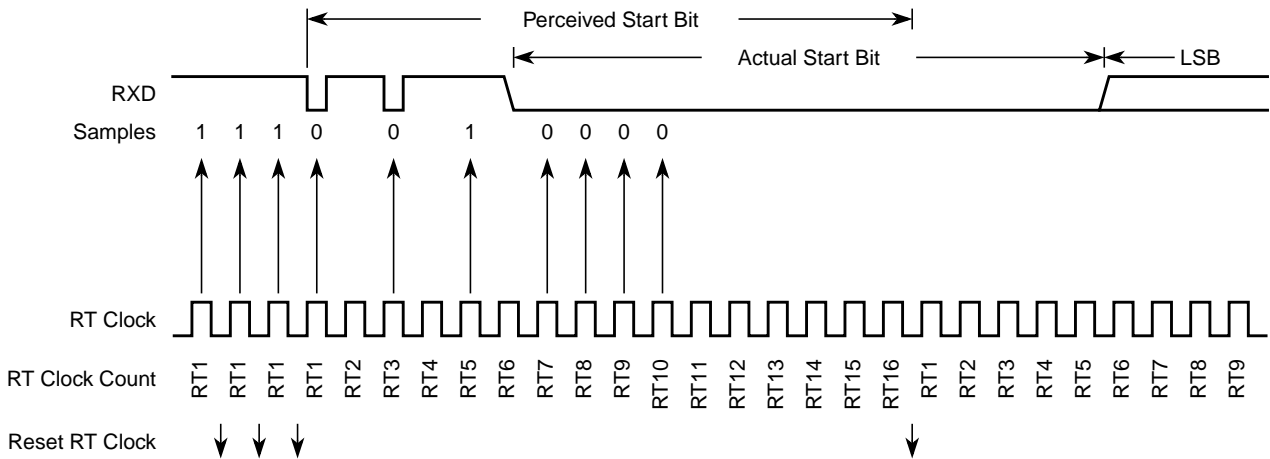 Perceived Start Bit
Actual Start Bit LSB
RXD
Samples 1 1 1 0 0 1 0 0 0 0
RT Clock
RT Clock Count RT1 RT1 RT1 RT1 RT2 RT3 RT4 RT5 RT6 RT7 RT8 RT9 RT10 RT11 RT12 RT13 RT14 RT15 RT16 RT1 RT2 RT3 RT4 RT5 RT6 RT7 RT8 RT9
Reset RT Clock